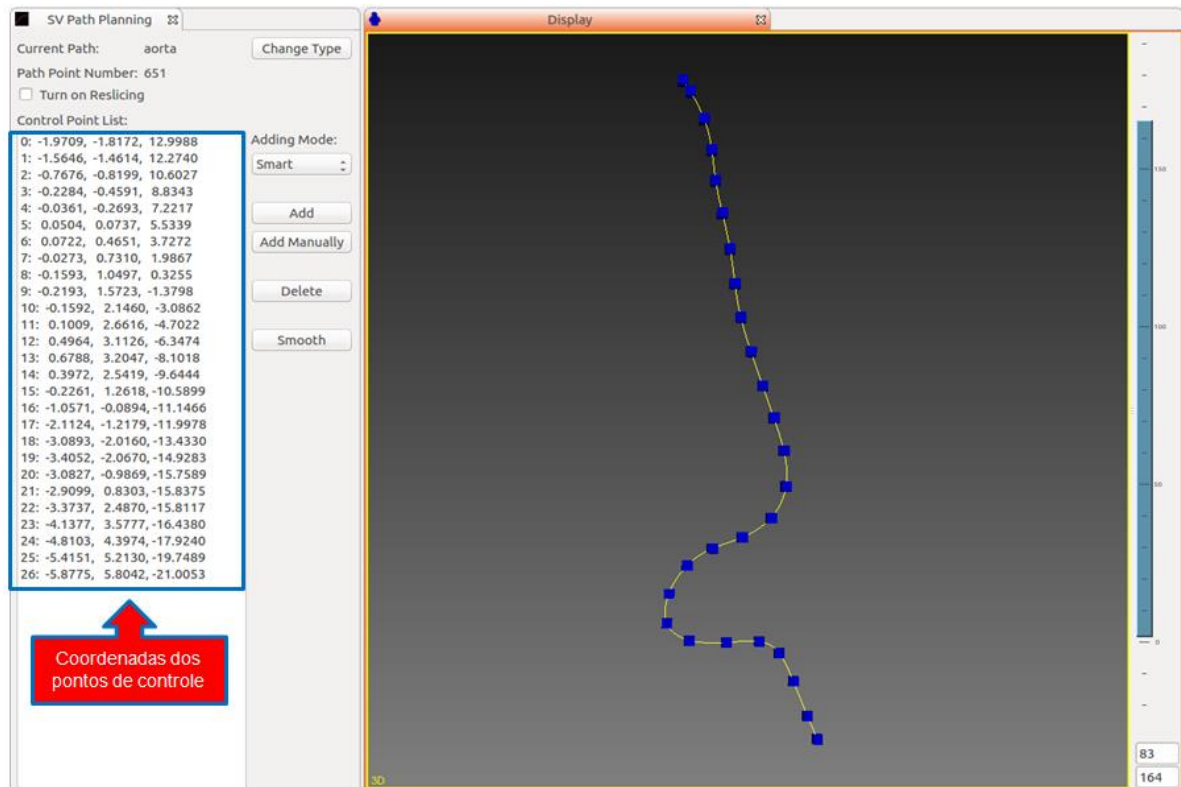 SV Path Planning
Display
Current Path: aorta
Change Type
Path Point Number: 651
Turn on Reslicing
Control Point List:
0: -1.9709, -1.8172, 12.9988
1: -1.5646, -1.4614, 12.2740
2: -0.7676, -0.8199, 10.6027
3: -0.2284, -0.4591, 8.8343
4: -0.0361, -0.2693, 7.2217
5: 0.0504, 0.0737, 5.5339
6: 0.0722, 0.4651, 3.7272
7: -0.0273, 0.7310, 1.9867
8: -0.1593, 1.0497, 0.3255
9: -0.2193, 1.5723, -1.3798
10: -0.1592, 2.1460, -3.0862
11: 0.1009, 2.6616, -4.7022
12: 0.4964, 3.1126, -6.3474
13: 0.6788, 3.2047, -8.1018
14: 0.3972, 2.5419, -9.6444
15: -0.2261, 1.2618, -10.5899
16: -1.0571, -0.0894, -11.1466
17: -2.1124, -1.2179, -11.9978
18: -3.0893, -2.0160, -13.4330
19: -3.4052, -2.0670, -14.9283
20: -3.0827, -0.9869, -15.7589
21: -2.9099, 0.8303, -15.8375
22: -3.3737, 2.4870, -15.8117
23: -4.1377, 3.5777, -16.4380
24: -4.8103, 4.3974, -17.9240
25: -5.4151, 5.2130, -19.7489
26: -5.8775, 5.8042, -21.0053
Adding Mode:
Smart
Add
Add Manually
Delete
Smooth
Coordenadas dos
pontos de controle
3D
150
100
50
0
83
164